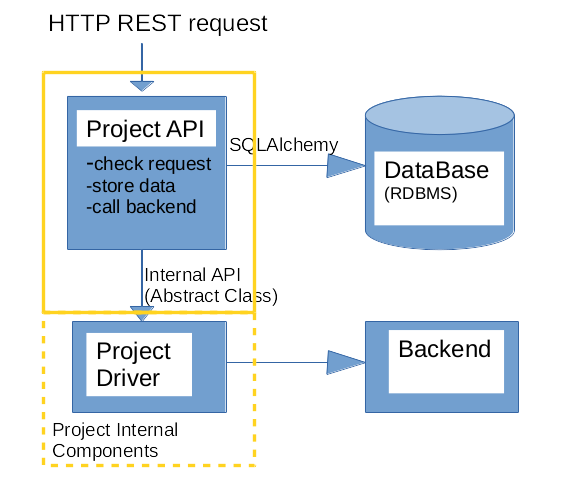 HTTP REST request
Project API
-check request
-store data
-call backend
SQLAlchemy
DataBase
(RDBMS)
Internal API
(Abstract Class)
Project
Driver
Backend
Project Internal
Components